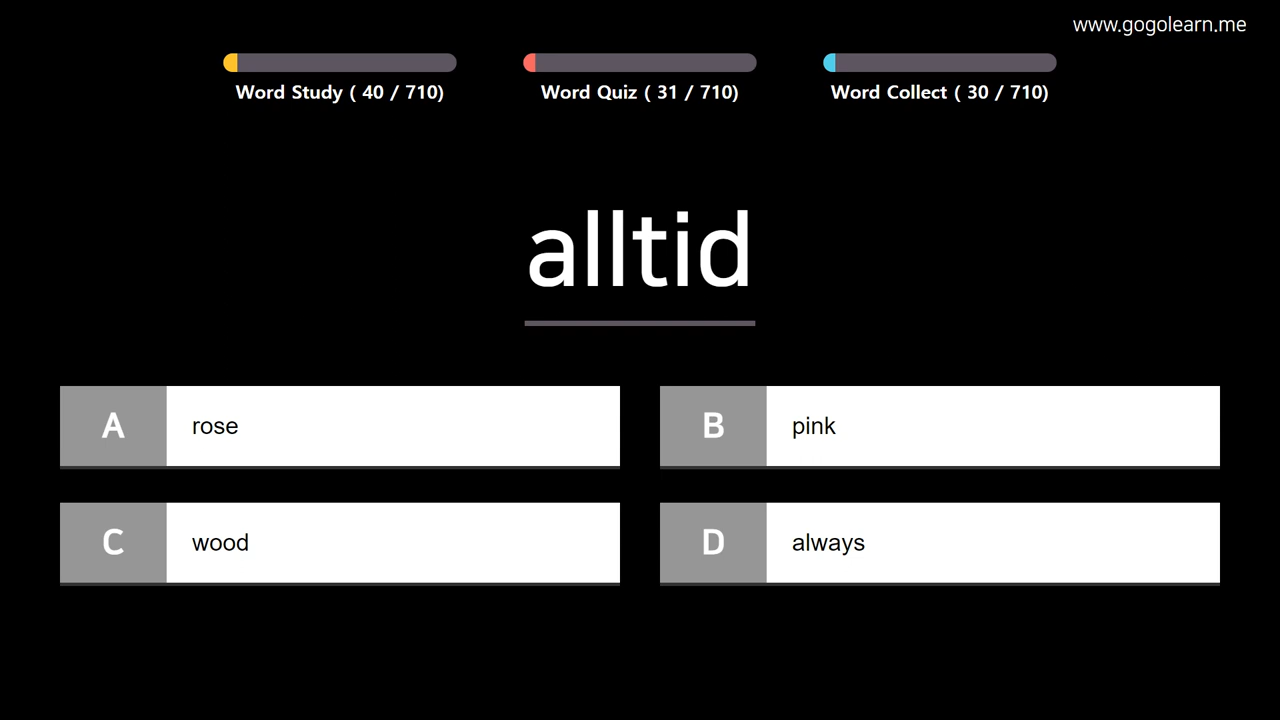 www.gogolearn.me
Word Study ( 40 / 710)
Word Quiz ( 31 / 710)
Word Collect ( 30 / 710)
alltid
A rose
B pink
C wood
D always